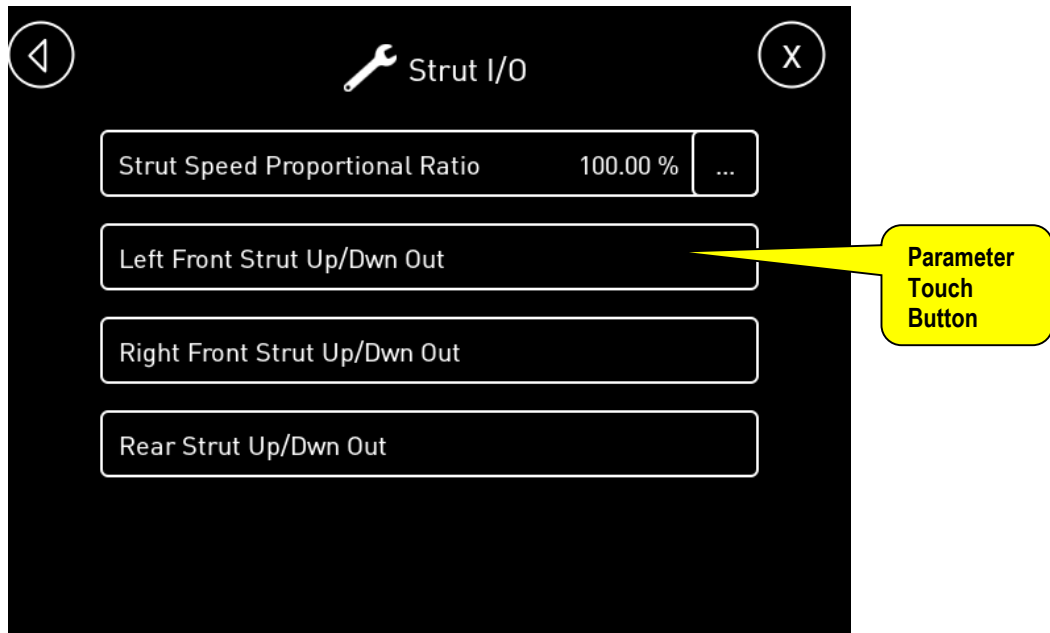 Strut I/O
X
Strut Speed Proportional Ratio 100.00 % ...
Left Front Strut Up/Dwn Out
Parameter
Touch
Button
Right Front Strut Up/Dwn Out
Rear Strut Up/Dwn Out